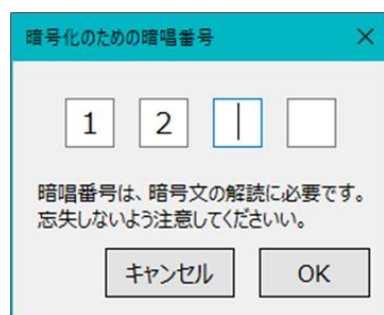 暗号化のための暗唱番号
1 2
暗唱番号は、暗号文の解読に必要です。
忘失しないよう注意してくださいい。
キャンセル OK